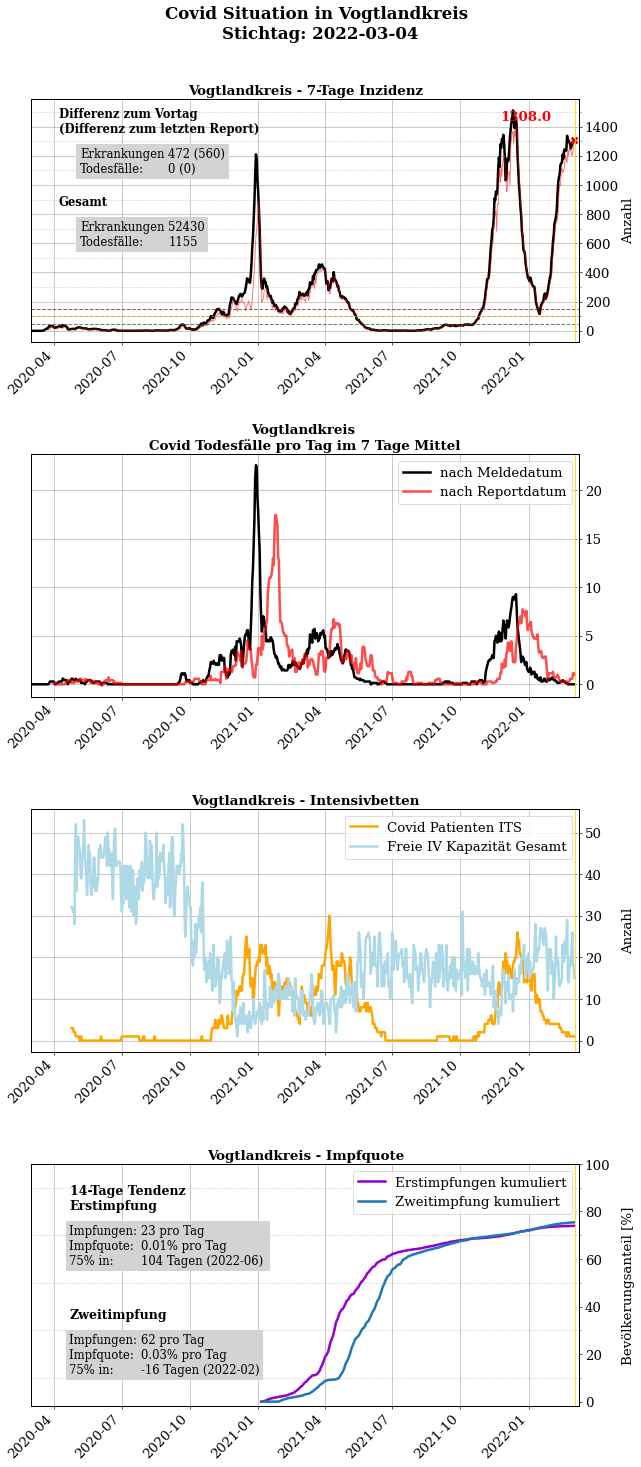 Covid Situation in Vogtlandkreis
Stichtag: 2022-03-04
Vogtlandkreis - 7-Tage Inzidenz
Differenz zum Vortag
(Differenz zum letzten Report)
Erkrankungen 472 (560)
Todesfälle: 0 (0)
Gesamt
Erkrankungen 52430
Todesfälle: 1155
1308.0
1400
1200
1000
800
600
400
200
0
Anzahl
2020-04
2020-07
2020-10
2021-01
2021-04
2021-07
2021-10
2022-01
Vogtlandkreis
Covid Todesfälle pro Tag im 7 Tage Mittel
nach Meldedatum
nach Reportdatum
20
15
10
5
0
2020-04
2020-07
2020-10
2021-01
2021-04
2021-07
2021-10
2022-01
Vogtlandkreis - Intensivbetten
Covid Patienten ITS
Freie IV Kapazität Gesamt
50
40
30
20
10
0
Anzahl
2020-04
2020-07
2020-10
2021-01
2021-04
2021-07
2021-10
2022-01
Vogtlandkreis - Impfquote
14-Tage Tendenz
Erstimpfung
Impfungen: 23 pro Tag
Impfquote: 0.01% pro Tag
75% in: 104 Tagen (2022-06)
Zweitimpfung
Impfungen: 62 pro Tag
Impfquote: 0.03% pro Tag
75% in: -16 Tagen (2022-02)
Erstimpfungen kumuliert
Zweitimpfung kumuliert
100
80
60
40
20
0
Bevölkerungsanteil [%]
2020-04
2020-07
2020-10
2021-01
2021-04
2021-07
2021-10
2022-01